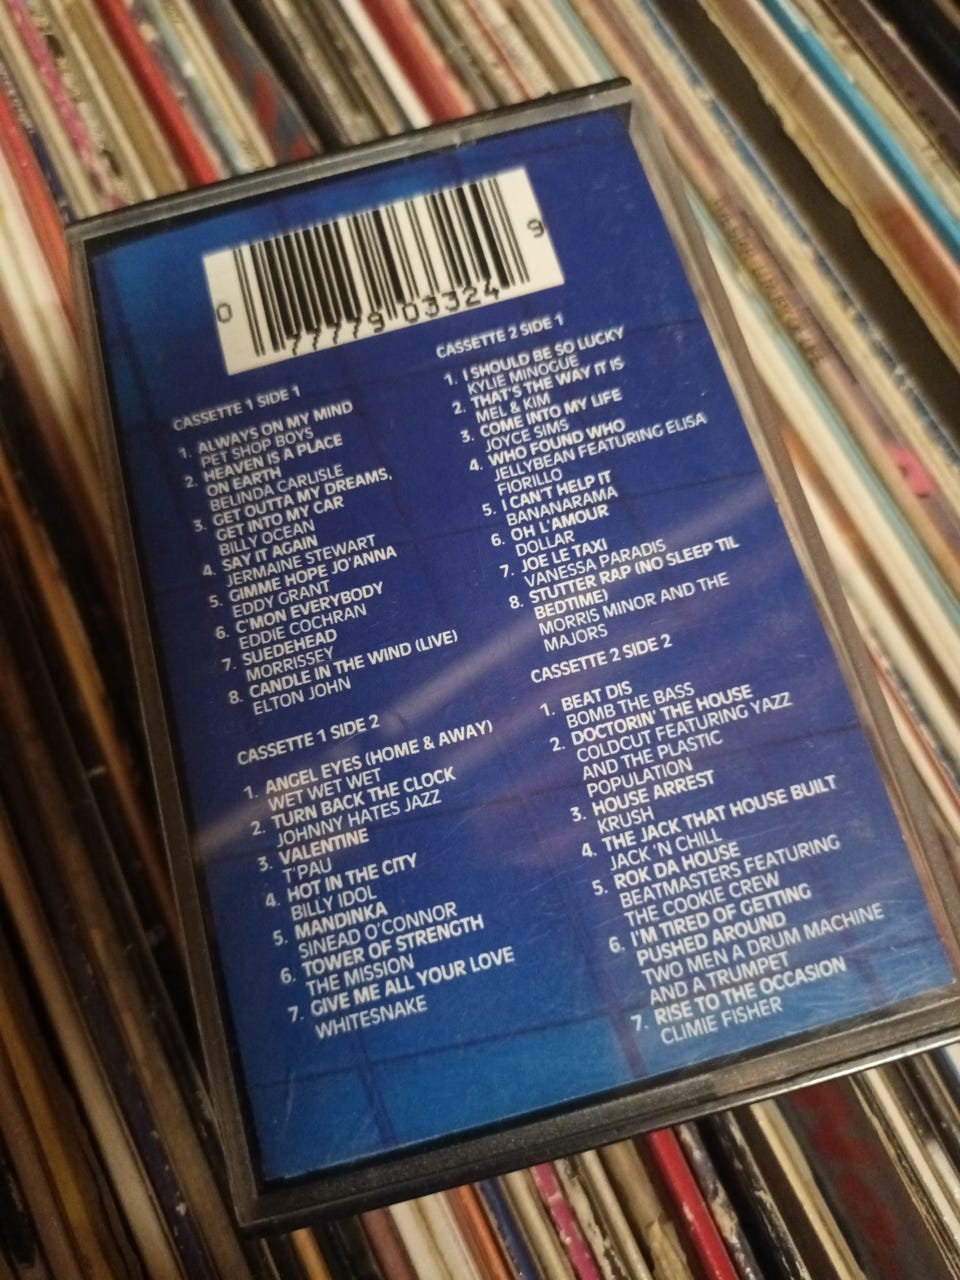 0 77779 03324 9
CASSETTE 1 SIDE 1
1. ALWAYS ON MY MIND
PET SHOP BOYS
2. HEAVEN IS A PLACE
ON EARTH
BELINDA CARLISLE
3. GET OUTTA MY DREAMS,
GET INTO MY CAR
BILLY OCEAN
4. SAY IT AGAIN
JERMAINE STEWART
5. GIMME HOPE JO'ANNA
EDDY GRANT
6. C'MON EVERYBODY
EDDIE COCHRAN
7. SUEDEHEAD
MORRISSEY
8. CANDLE IN THE WIND (LIVE)
ELTON JOHN
CASSETTE 1 SIDE 2
1. ANGEL EYES (HOME & AWAY)
WET WET WET
2. TURN BACK THE CLOCK
JOHNNY HATES JAZZ
3. VALENTINE
T'PAU
4. HOT IN THE CITY
BILLY IDOL
5. MANDINKA
SINEAD O'CONNOR
6. TOWER OF STRENGTH
THE MISSION
7. GIVE ME ALL YOUR LOVE
WHITESNAKE
CASSETTE 2 SIDE 1
1. I SHOULD BE SO LUCKY
KYLIE MINOGUE
2. THAT'S THE WAY IT IS
MEL & KIM
3. COME INTO MY LIFE
JOYCE SIMS
4. WHO FOUND WHO
JELLYBEAN FEATURING ELISA
FIORILLO
5. I CAN'T HELP IT
BANANARAMA
6. OH L'AMOUR
DOLLAR
7. JOE LE TAXI
VANESSA PARADIS
8. STUTTER RAP (NO SLEEP TIL
BEDTIME)
MORRIS MINOR AND THE
MAJORS
CASSETTE 2 SIDE 2
1. BEAT DIS
BOMB THE BASS
2. DOCTORIN' THE HOUSE
COLDCUT FEATURING YAZZ
AND THE PLASTIC
POPULATION
3. HOUSE ARREST
KRUSH
4. THE JACK THAT HOUSE BUILT
JACK 'N CHILL
5. ROK DA HOUSE
BEATMASTERS FEATURING
THE COOKIE CREW
6. I'M TIRED OF GETTING
PUSHED AROUND
TWO MEN A DRUM MACHINE
AND A TRUMPET
7. RISE TO THE OCCASION
CLIMIE FISHER